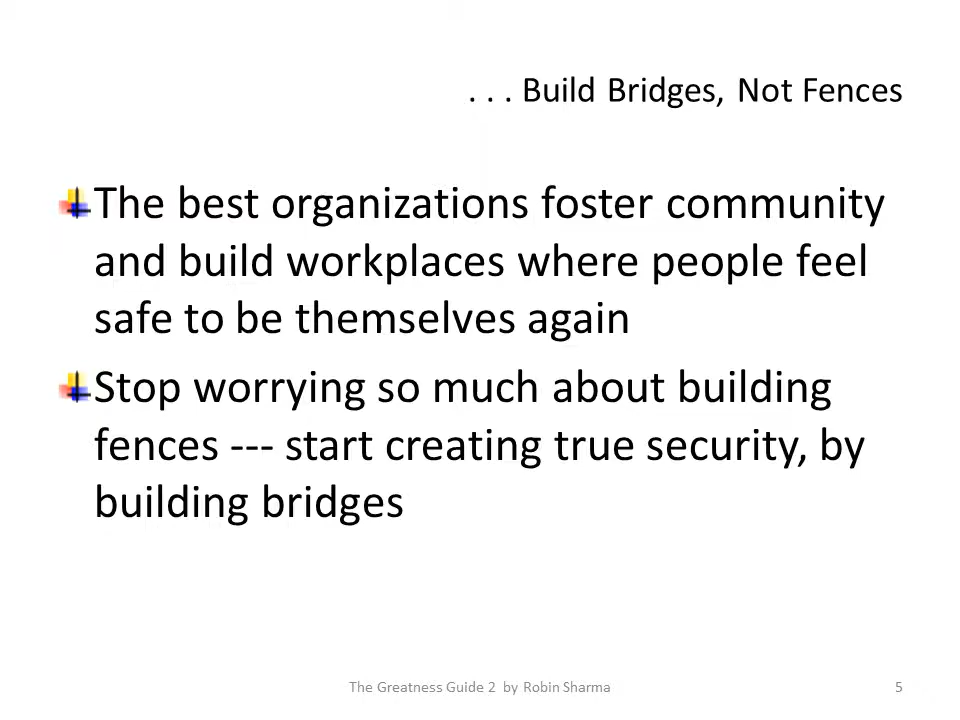 . . . Build Bridges, Not Fences
The best organizations foster community
and build workplaces where people feel
safe to be themselves again
Stop worrying so much about building
fences --- start creating true security, by
building bridges
The Greatness Guide 2 by Robin Sharma
5